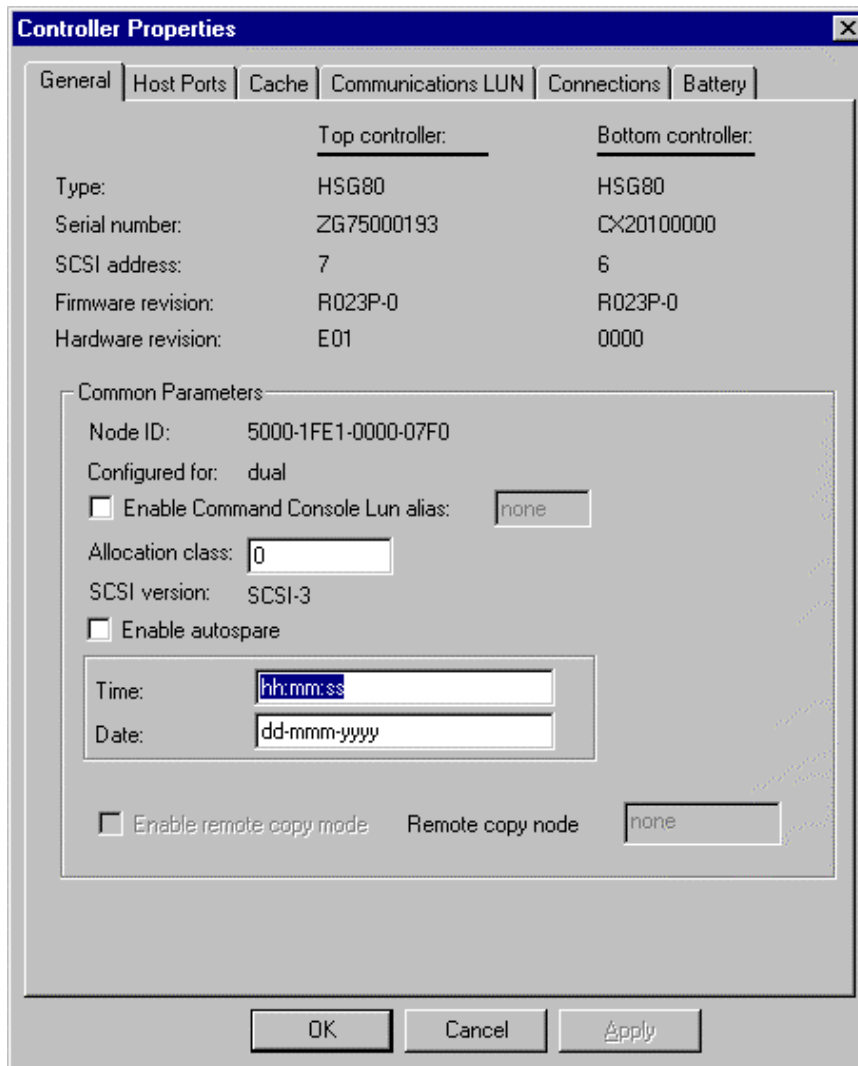 Controller Properties
General Host Ports Cache Communications LUN Connections Battery
Top controller: Bottom controller:
Type: HSG80 HSG80
Serial number: ZG75000193 CX20100000
SCSI address: 7 6
Firmware revision: R023P-0 R023P-0
Hardware revision: E01 0000
Common Parameters
Node ID: 5000-1FE1-0000-07F0
Configured for: dual
Enable Command Console Lun alias: none
Allocation class: 0
SCSI version: SCSI-3
Enable autospare
Time: hh:mm:ss
Date: dd-mmm-yyyy
Enable remote copy mode Remote copy node none
OK Cancel Apply